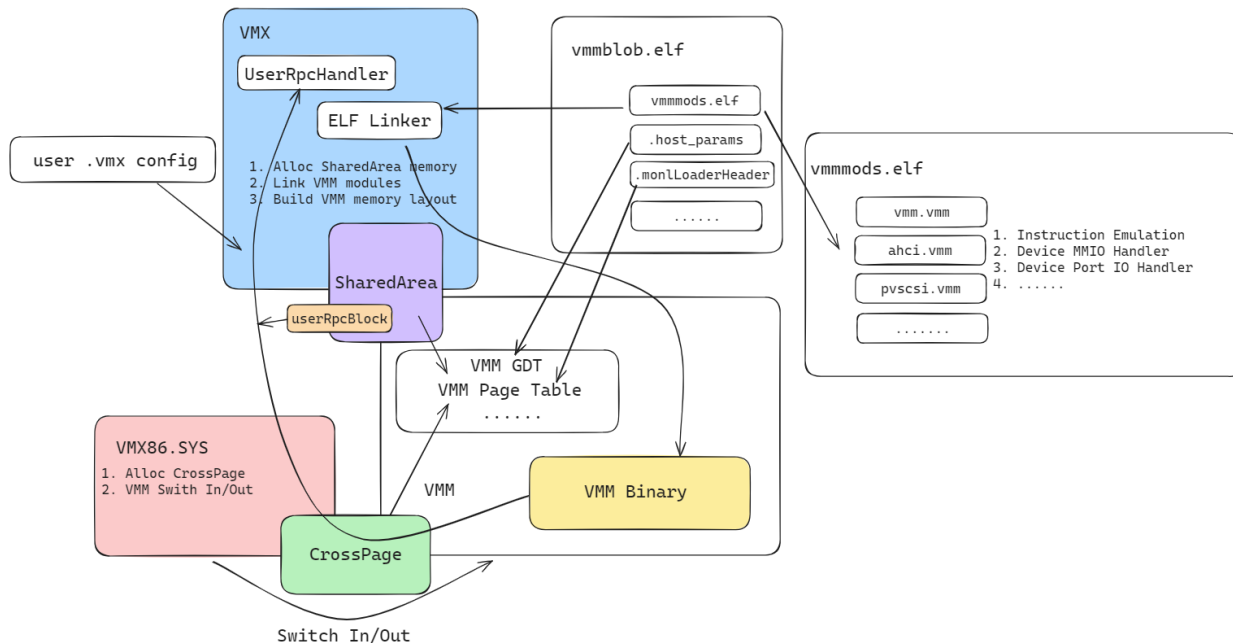 VMX
UserRpcHandler
ELF Linker
1. Alloc SharedArea memory
2. Link VMM modules
3. Build VMM memory layout
user .vmx config
vmmblob.elf
vmmmods.elf
.host_params
.monlLoaderHeader
......
vmmmods.elf
vmm.vmm
ahci.vmm
pvscsi.vmm
.......
1. Instruction Emulation
2. Device MMIO Handler
3. Device Port IO Handler
4. ......
SharedArea
userRpcBlock
VMM GDT
VMM Page Table
......
VMX86.SYS
1. Alloc CrossPage
2. VMM Swith In/Out
VMM
VMM Binary
CrossPage
Switch In/Out